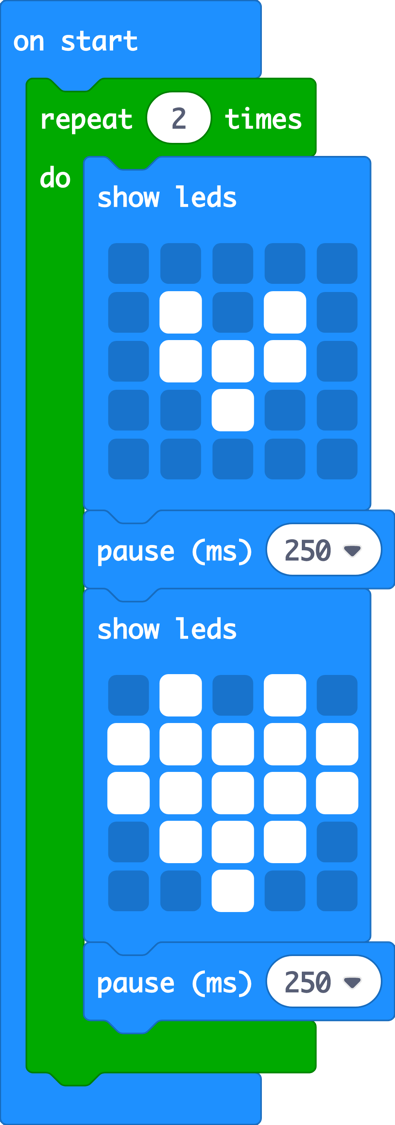 on start
repeat 2 times
do
show leds
pause (ms) 250
show leds
pause (ms) 250